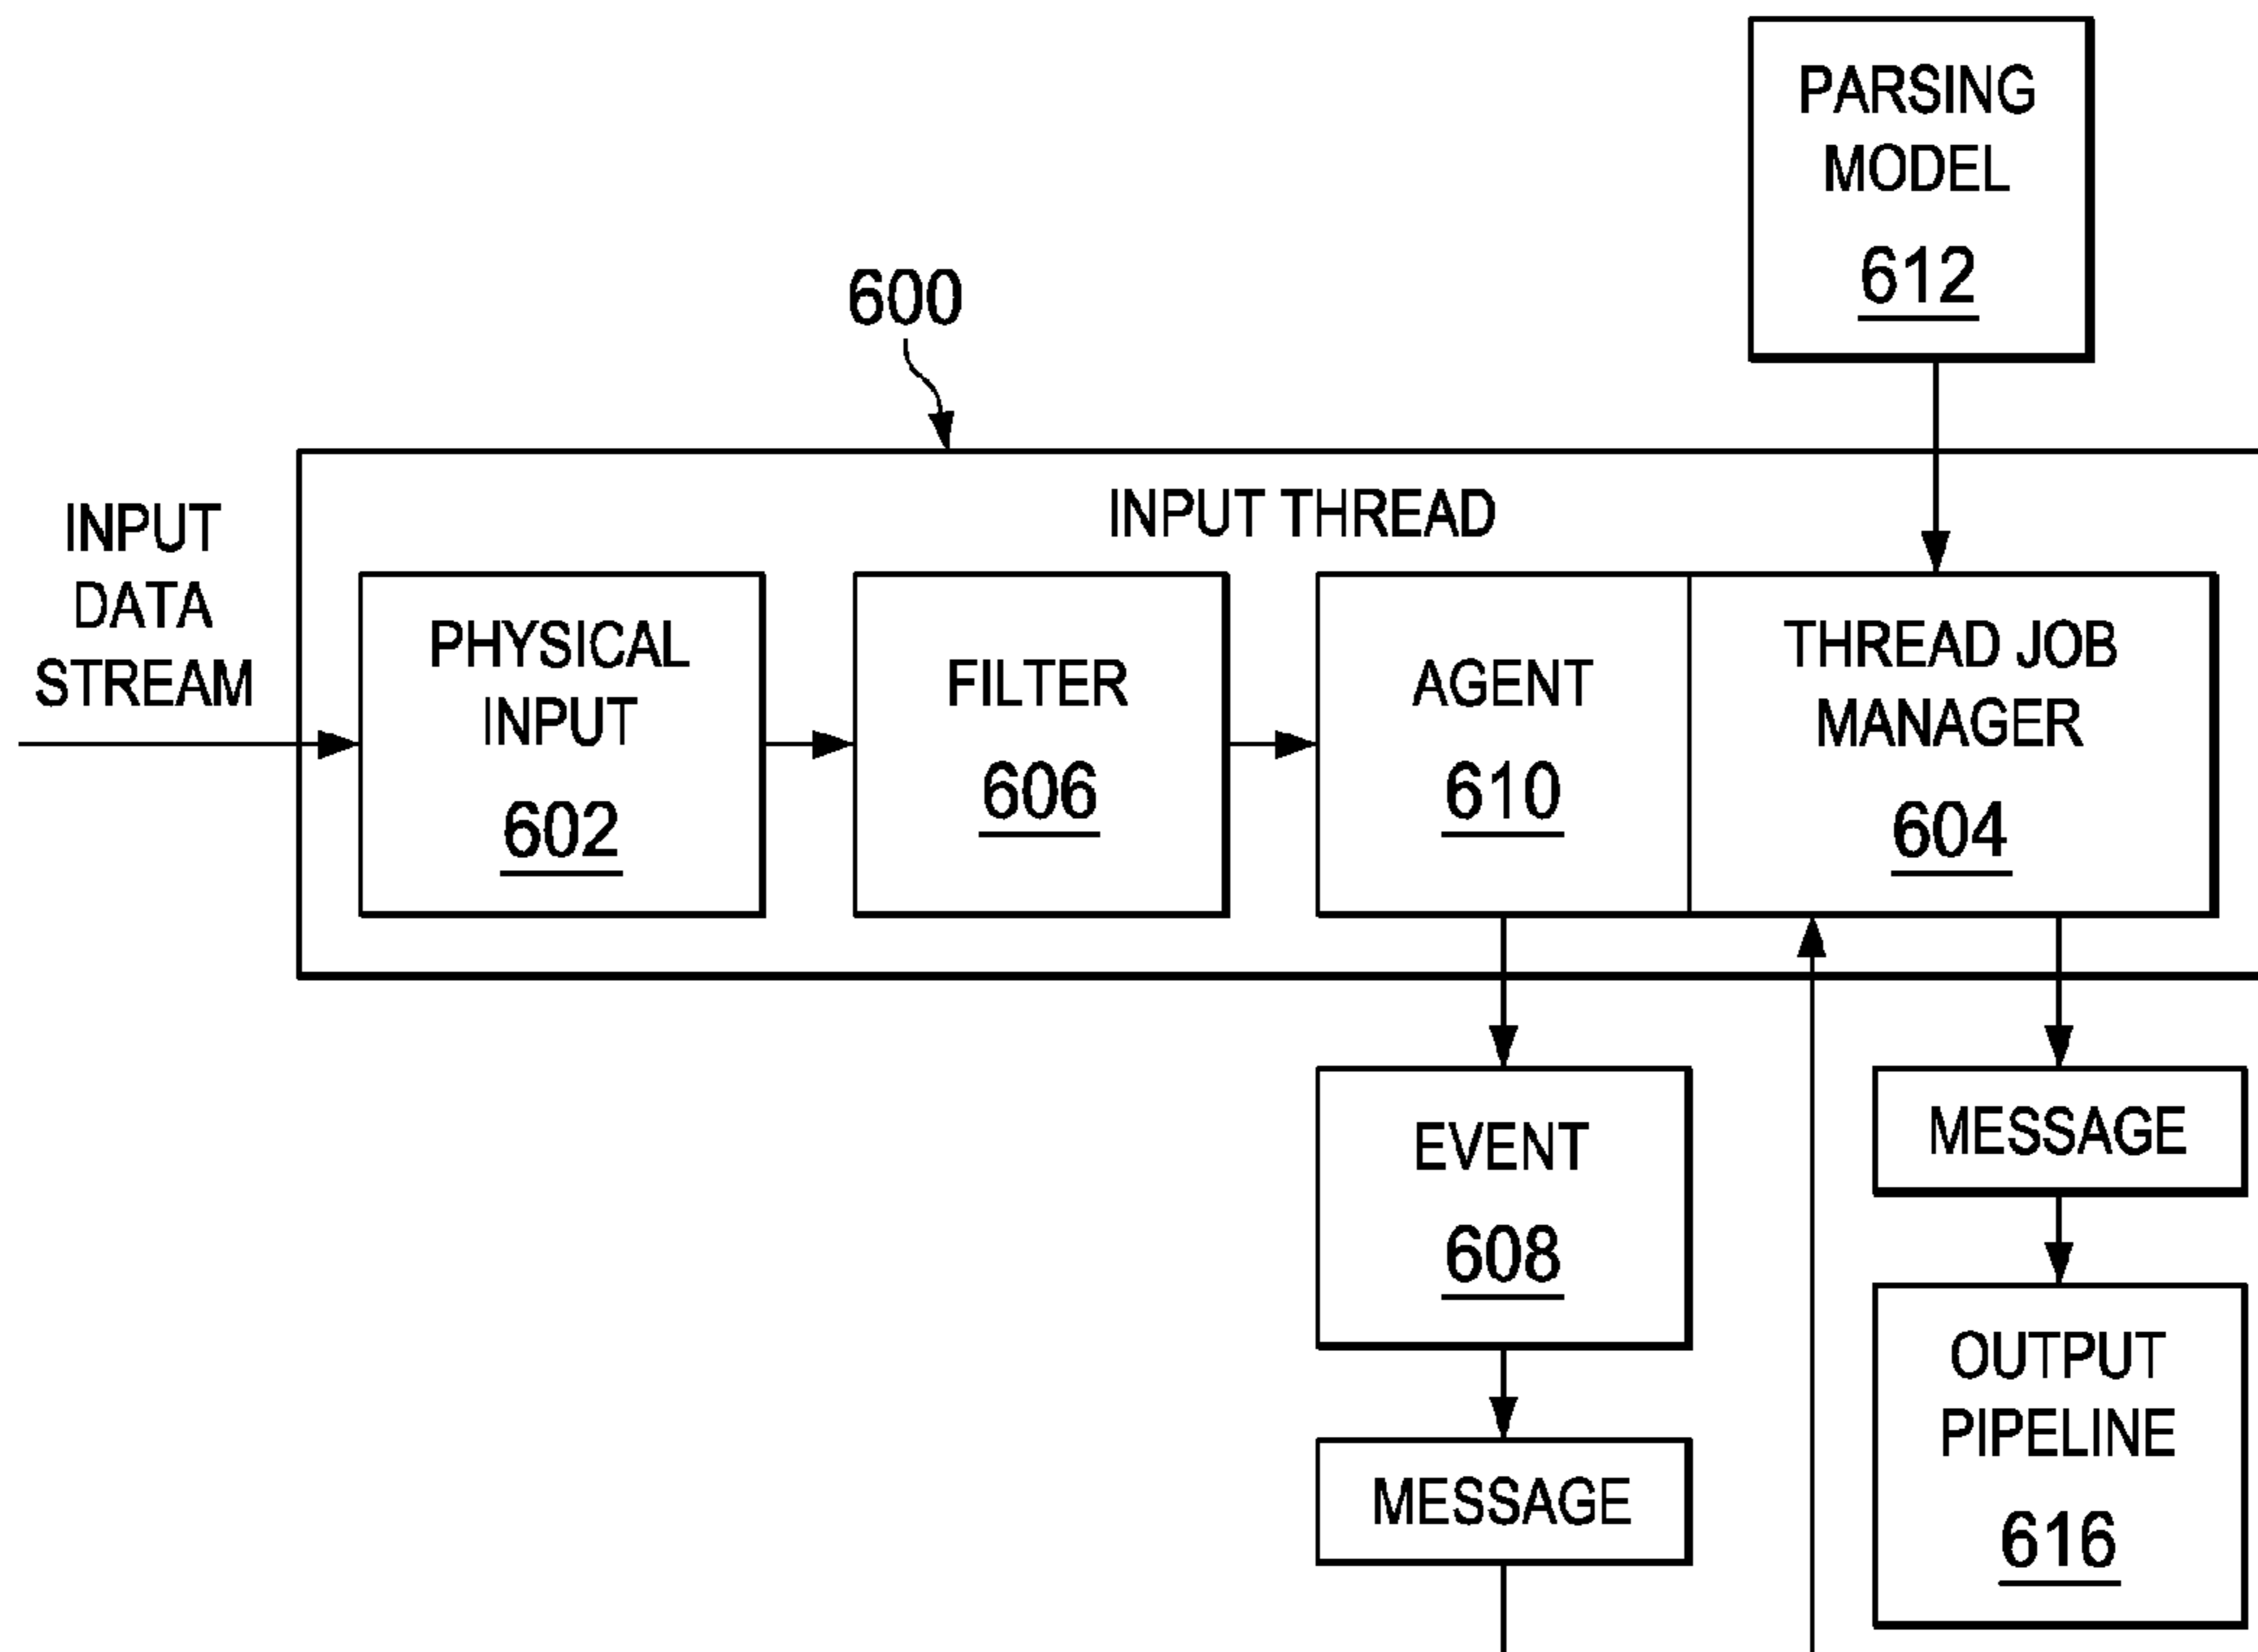 PARSING
MODEL
612
600
INPUT THREAD
INPUT
DATA
STREAM
PHYSICAL
INPUT
602
FILTER
606
AGENT
610
THREAD JOB
MANAGER
604
EVENT
608
MESSAGE
MESSAGE
OUTPUT
PIPELINE
616